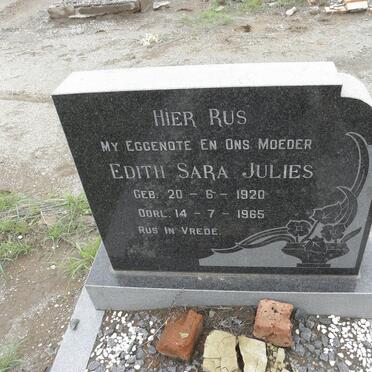 HIER RUS
MY EGGENOTE EN ONS MOEDER
EDITH SARA JULIES
GEB. 20 - 6 - 1920
OORL. 14 - 7 - 1965
RUS IN VREDE.